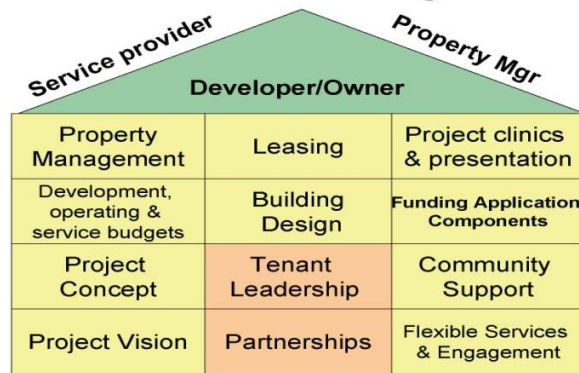 Service provider
Property Mgr
Developer/Owner
Property
Management
Leasing
Project clinics
& presentation
Development,
operating &
service budgets
Building
Design
Funding Application
Components
Project
Concept
Tenant
Leadership
Community
Support
Project Vision
Partnerships
Flexible Services
& Engagement